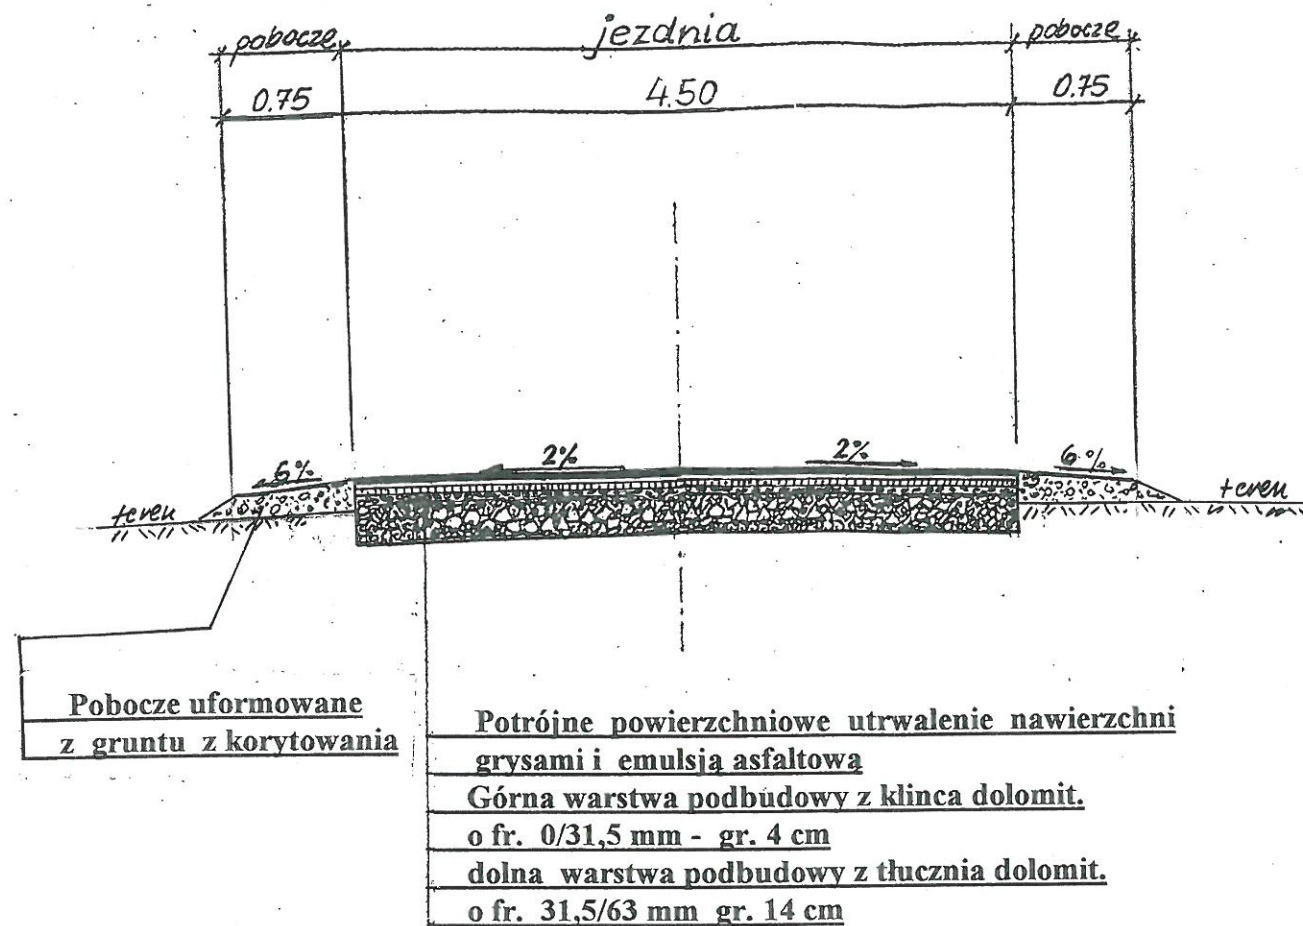 pobocze jezdnia pobocze
0.75 4.50 0.75
6% 2% 2% 6%
teren teren
Pobocze uformowane
z gruntu z korytowania
Potrójne powierzchniowe utrwalenie nawierzchni
grysami i emulsją asfaltową
Górna warstwa podbudowy z klinca dolomit.
o fr. 0/31,5 mm - gr. 4 cm
dolna warstwa podbudowy z tłucznia dolomit.
o fr. 31,5/63 mm gr. 14 cm